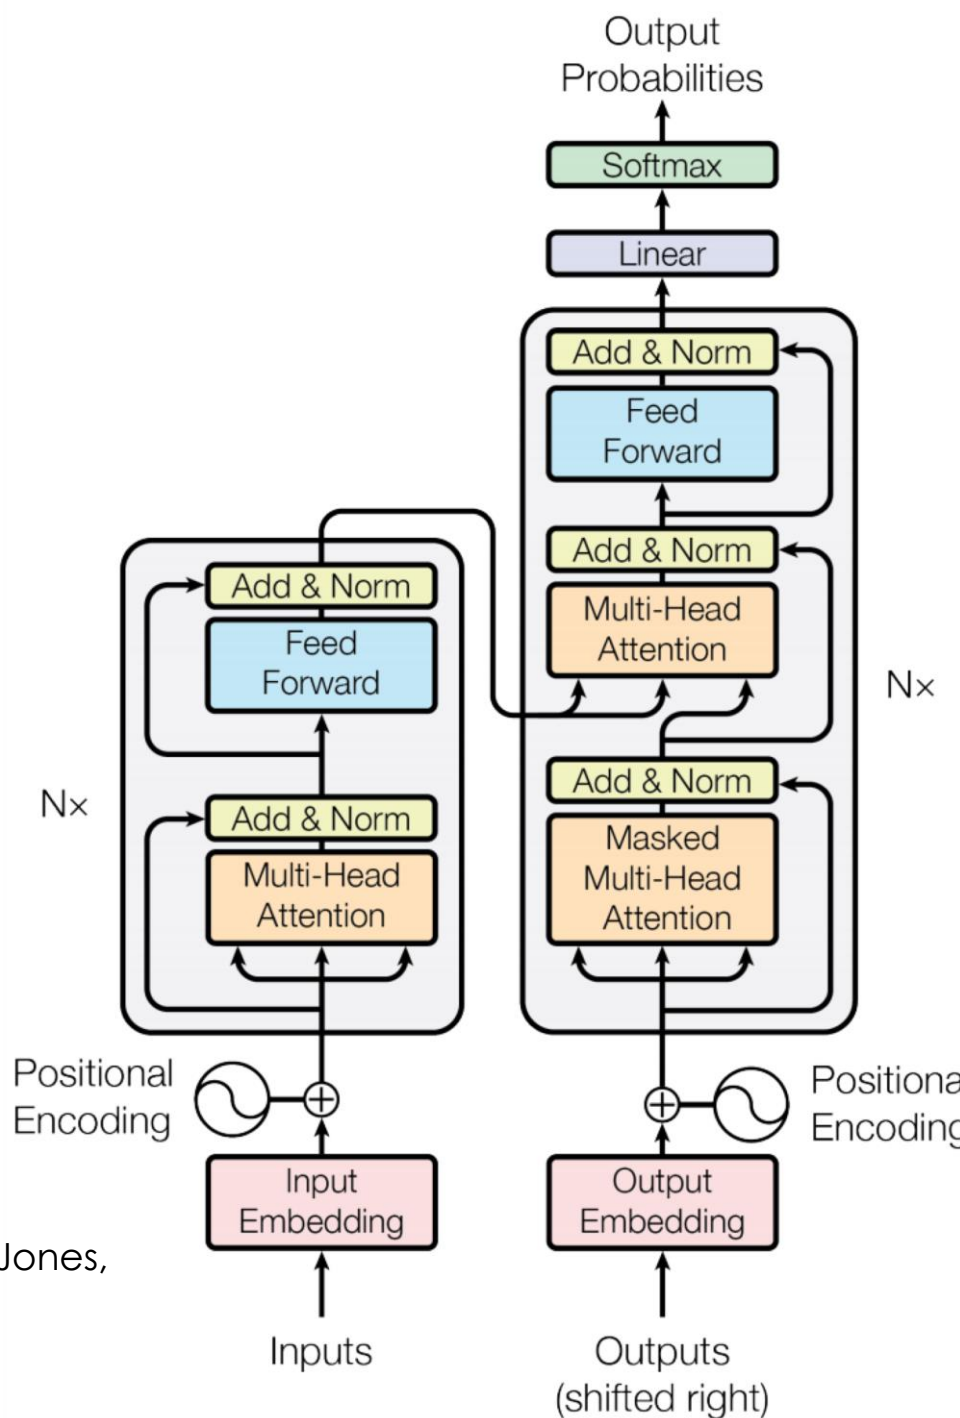 Output
Probabilities
Softmax
Linear
Add & Norm
Feed
Forward
Add & Norm
Multi-Head
Attention
Add & Norm
Masked
Multi-Head
Attention
Nx
Add & Norm
Feed
Forward
Add & Norm
Multi-Head
Attention
Nx
Positional
Encoding
Positiona
Encoding
Input
Embedding
Output
Embedding
Jones,
Inputs
Outputs
(shifted right)